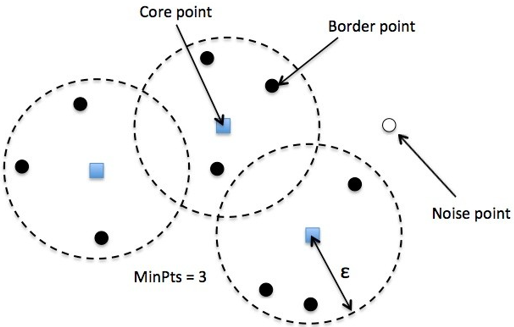 Core point
Border point
Noise point
ε
MinPts = 3